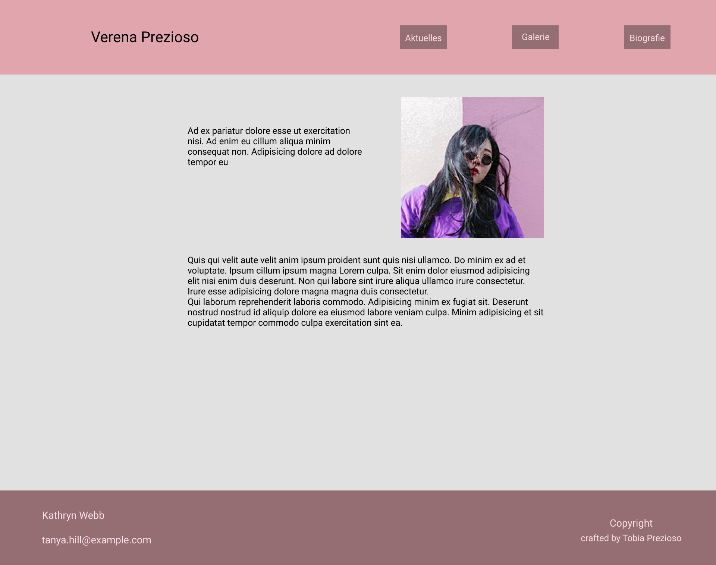 Verena Prezioso
Aktuelles
Galerie
Biografie
Ad ex pariatur dolore esse ut exercitation
nisi. Ad enim eu cillum aliqua minim
consequat non. Adipisicing dolore ad dolore
tempor eu
Quis qui velit aute velit anim ipsum proident sunt quis nisi ullamco. Do minim ex ad et
voluptate. Ipsum cillum ipsum magna Lorem culpa. Sit enim dolor eiusmod adipisicing
elit nisi enim duis deserunt. Non qui labore sint irure aliqua ullamco irure consectetur.
Irure esse adipisicing dolore magna magna duis consectetur.
Qui laborum reprehenderit laboris commodo. Adipisicing minim ex fugiat sit. Deserunt
nostrud nostrud id aliquip dolore ea eiusmod labore veniam culpa. Minim adipisicing et sit
cupidatat tempor commodo culpa exercitation sint ea.
Kathryn Webb
tanya.hill@example.com
Copyright
crafted by Tobia Prezioso